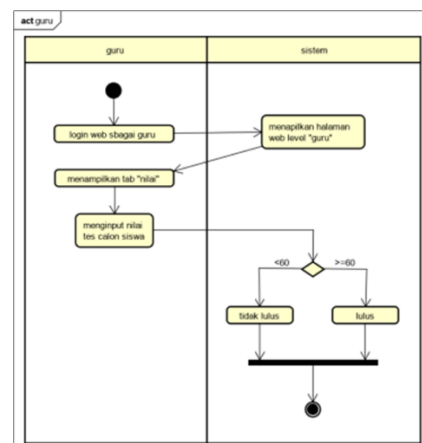 act guru
guru
sistem
login web sbagai guru
menapilkan halaman
web level "guru"
menampilkan tab "nilai"
menginput nilai
tes calon siswa
<60
>=60
tidak lulus
lulus